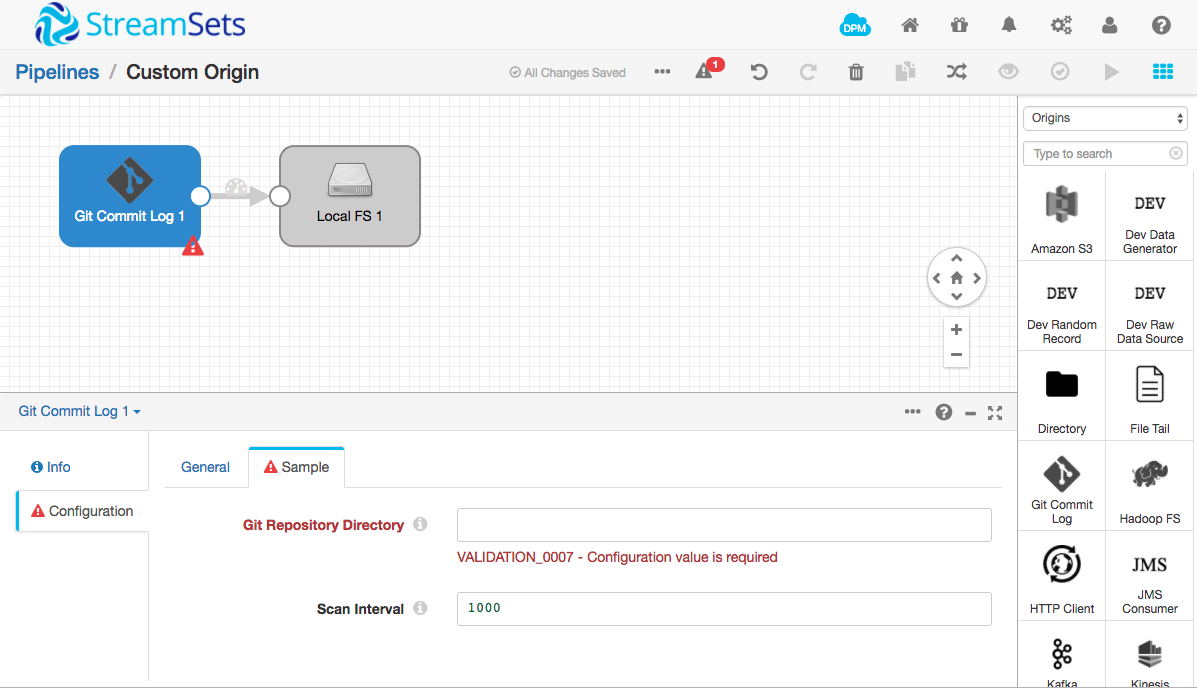 StreamSets
DPM
Pipelines / Custom Origin
All Changes Saved
1
Git Commit Log 1
Local FS 1
Origins
Type to search
Amazon S3
DEV
Dev Data
Generator
DEV
Dev Random
Record
DEV
Dev Raw
Data Source
Directory
File Tail
Git Commit
Log
Hadoop FS
HTTP Client
JMS
JMS
Consumer
Kafka
Kinesis
Git Commit Log 1
Info
Configuration
General
Sample
Git Repository Directory
VALIDATION_0007 - Configuration value is required
Scan Interval
1000